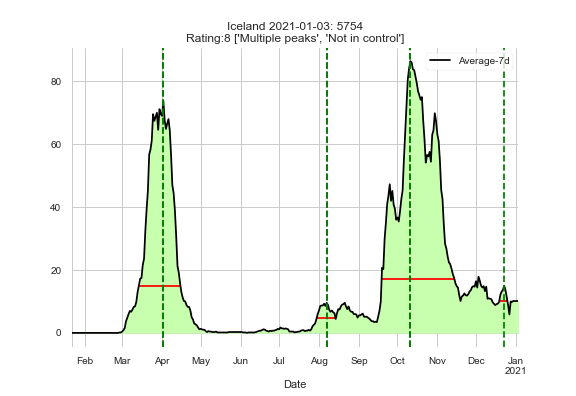 Iceland 2021-01-03: 5754
Rating:8 ['Multiple peaks', 'Not in control']
Average-7d
80
60
40
20
0
Feb Mar Apr May Jun Jul Aug Sep Oct Nov Dec Jan
2021
Date